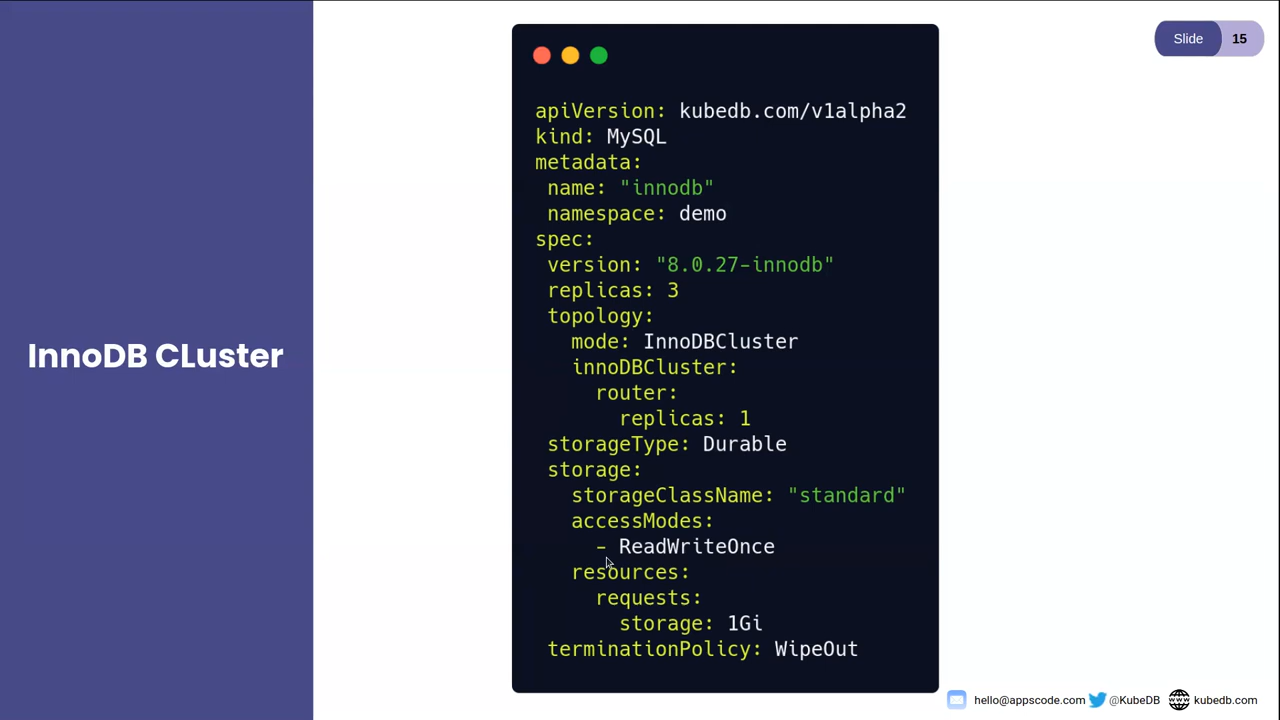 Slide 15
InnoDB CLuster
apiVersion: kubedb.com/v1alpha2
kind: MySQL
metadata:
 name: "innodb"
 namespace: demo
spec:
 version: "8.0.27-innodb"
 replicas: 3
 topology:
   mode: InnoDBCluster
   innoDBCluster:
     router:
       replicas: 1
 storageType: Durable
 storage:
   storageClassName: "standard"
   accessModes:
     - ReadWriteOnce
   resources:
     requests:
       storage: 1Gi
 terminationPolicy: WipeOut
hello@appscode.com @KubeDB kubedb.com